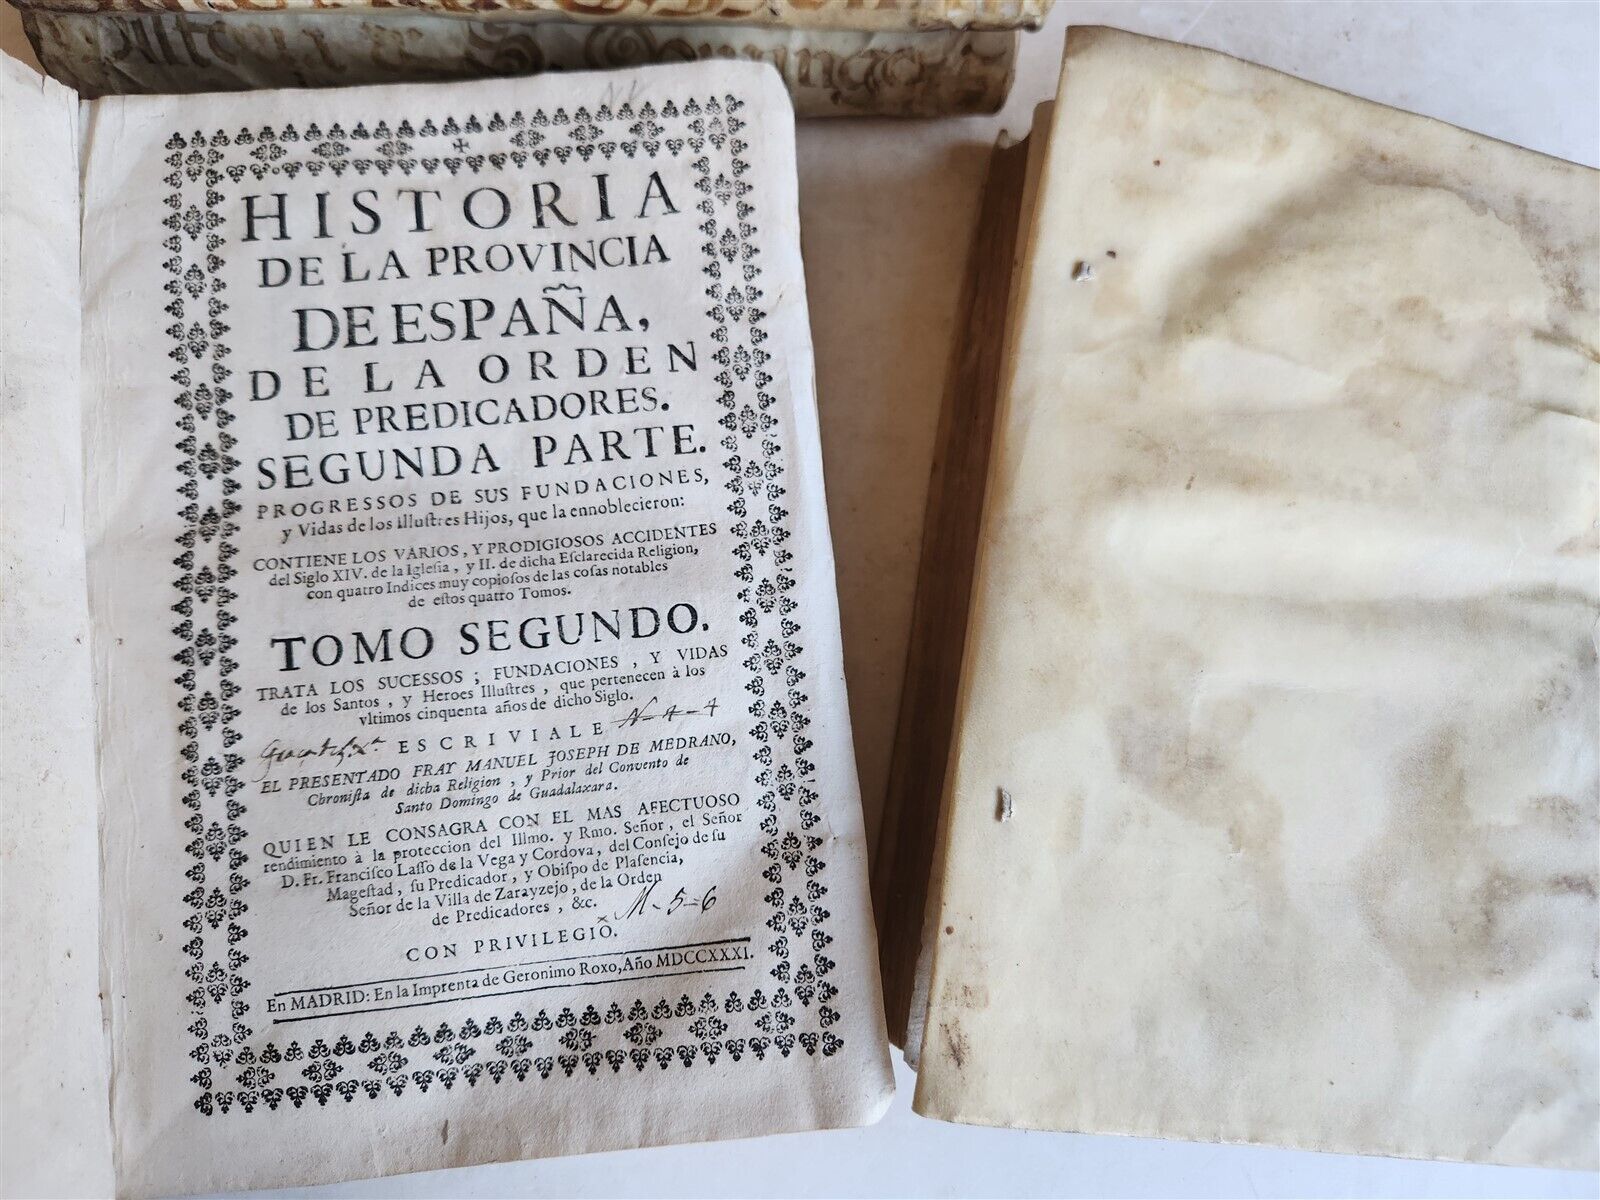 HISTORIA
DE LA PROVINCIA
DE ESPAÑA,
DE LA ORDEN
DE PREDICADORES.
SEGUNDA PARTE.
PROGRESSOS DE SUS FUNDACIONES,
y Vidas de los Illuſtres Hijos, que la ennoblecieron:
CONTIENE LOS VARIOS, Y PRODIGIOSOS ACCIDENTES
del Siglo XIV. de la Igleſia, y II. de dicha Eſclarecida Religion,
con quatro Indices muy copioſos de las coſas notables
de eſtos quatro Tomos.
TOMO SEGUNDO.
TRATA LOS SUCESSOS; FUNDACIONES, Y VIDAS
de los Santos, y Heroes Illuſtres, que pertenecen à los
vltimos cinquenta años de dicho Siglo.
ESCRIVIALE N-4-4
EL PRESENTADO FRAY MANUEL JOSEPH DE MEDRANO,
Chroniſta de dicha Religion, y Prior del Convento de
Santo Domingo de Guadalaxara.
QUIEN LE CONSAGRA CON EL MAS AFECTUOSO
rendimiento à la proteccion del Illmo. y Rmo. Señor, el Señor
D. Fr. Franciſco Laſſo de la Vega y Cordova, del Conſejo de ſu
Mageſtad, ſu Predicador, y Obiſpo de Plaſencia,
Señor de la Villa de Zarayzejo, de la Orden
de Predicadores, &c. M-5-6
CON PRIVILEGIO.
En MADRID: En la Imprenta de Geronimo Roxo, Año MDCCXXXI.